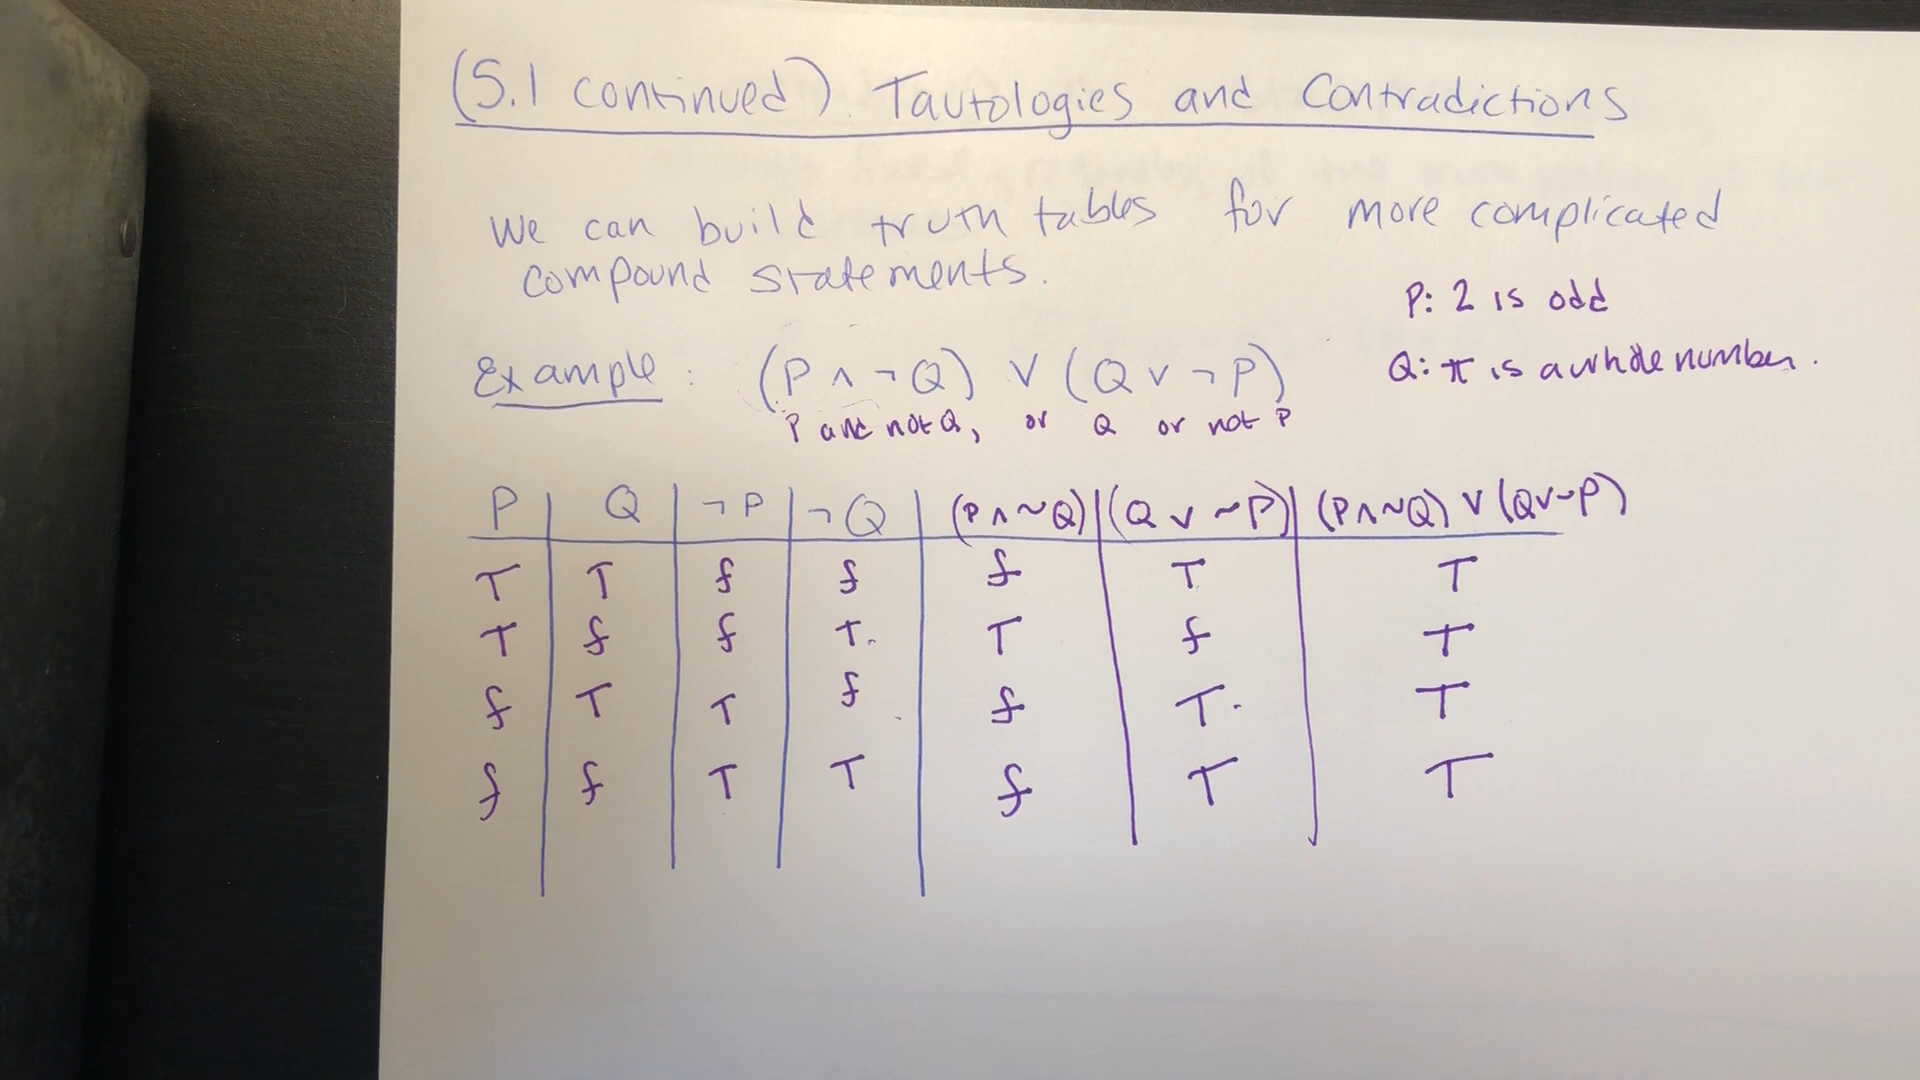 (5.1 continued) Tautologies and Contradictions
We can build truth tables for more complicated
compound statements.
P: 2 is odd
Q: π is a whole number.
Example: (P ∧ ¬Q) ∨ (Q ∨ ¬P)
P and not Q, or Q or not P
P | Q | ¬P | ¬Q | (P ∧ ~Q) | (Q ∨ ~P) | (P ∧ ~Q) ∨ (Q ∨ ~P)
T T f f f T T
T f f T. T f T
f T T f f T. T
f f T T f T T